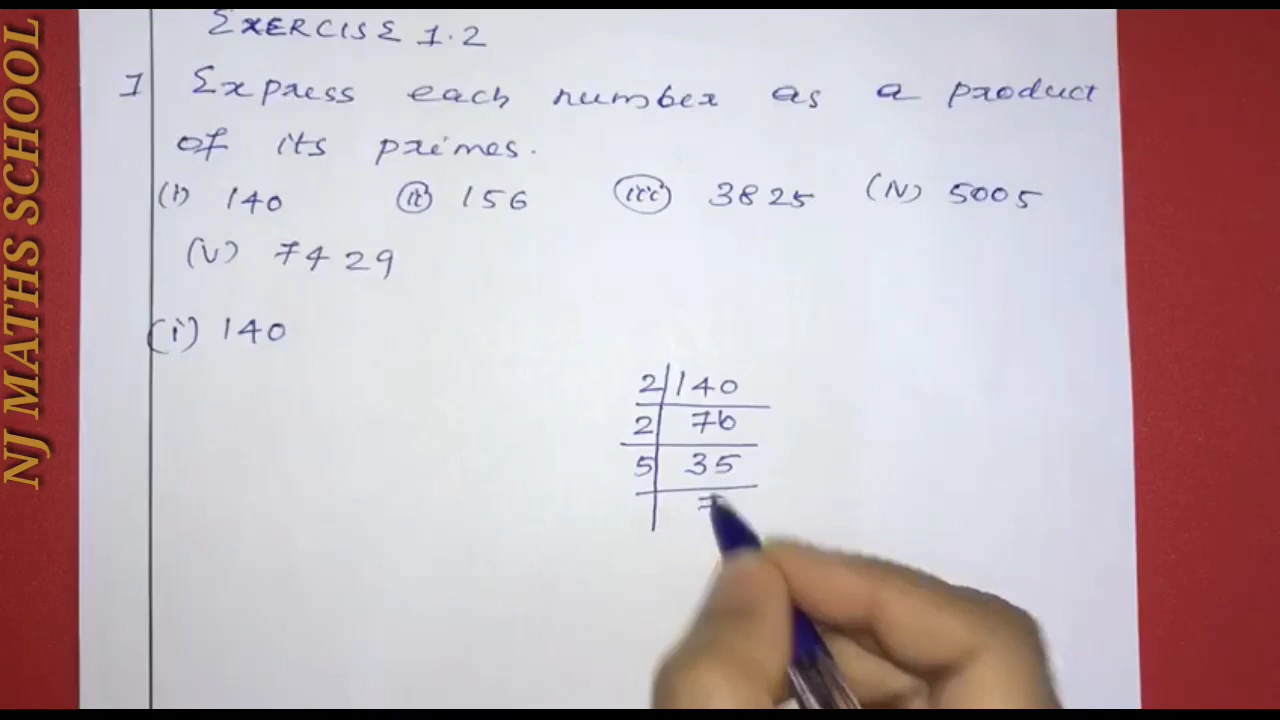 NJ MATHS SCHOOL
EXERCISE 1.2
1 Express each number as a product
of its primes.
(i) 140 (ii) 156 (iii) 3825 (IV) 5005
(V) 7429
(i) 140
2 140
2 70
5 35
7